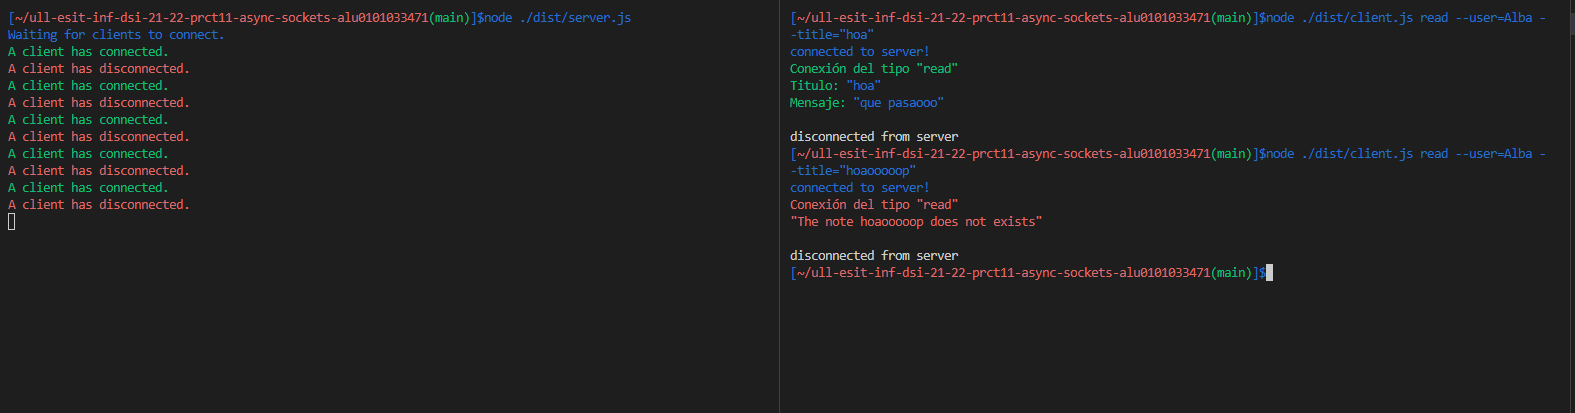 [~/ull-esit-inf-dsi-21-22-prct11-async-sockets-alu0101033471(main)]$node ./dist/server.js
Waiting for clients to connect.
A client has connected.
A client has disconnected.
A client has connected.
A client has disconnected.
A client has connected.
A client has disconnected.
A client has connected.
A client has disconnected.
A client has connected.
A client has disconnected.
[~/ull-esit-inf-dsi-21-22-prct11-async-sockets-alu0101033471(main)]$node ./dist/client.js read --user=Alba -
-title="hoa"
connected to server!
Conexión del tipo "read"
Titulo: "hoa"
Mensaje: "que pasaooo"
disconnected from server
[~/ull-esit-inf-dsi-21-22-prct11-async-sockets-alu0101033471(main)]$node ./dist/client.js read --user=Alba -
-title="hoaooooop"
connected to server!
Conexión del tipo "read"
"The note hoaooooop does not exists"
disconnected from server
[~/ull-esit-inf-dsi-21-22-prct11-async-sockets-alu0101033471(main)]$